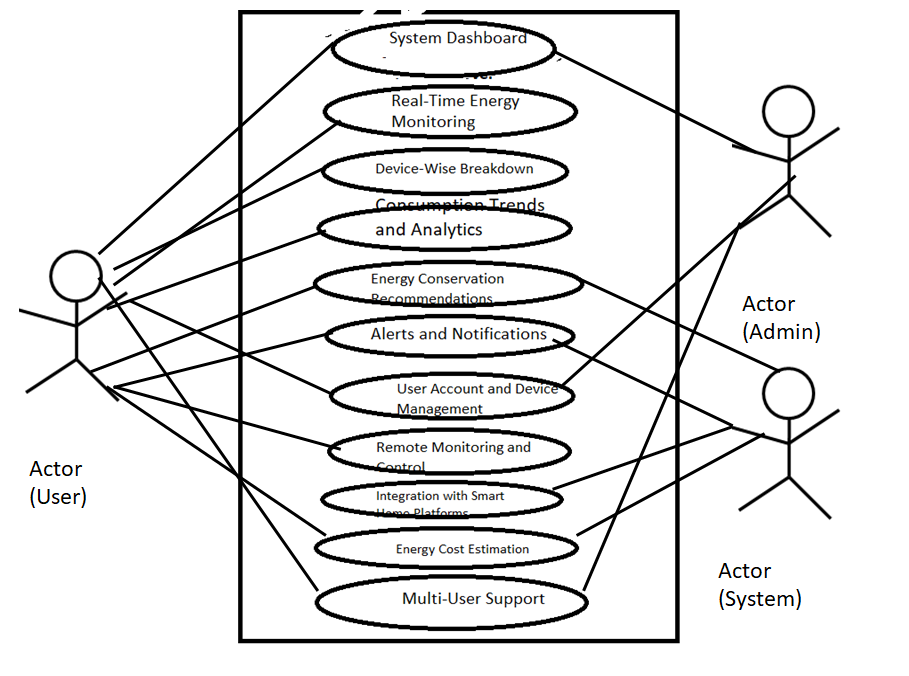 System Dashboard
Real-Time Energy
Monitoring
Device-Wise Breakdown
Consumption Trends
and Analytics
Energy Conservation
Recommendations
Alerts and Notifications
User Account and Device
Management
Remote Monitoring and
Control
Integration with Smart
Home Platforms
Energy Cost Estimation
Multi-User Support
Actor
(User)
Actor
(Admin)
Actor
(System)